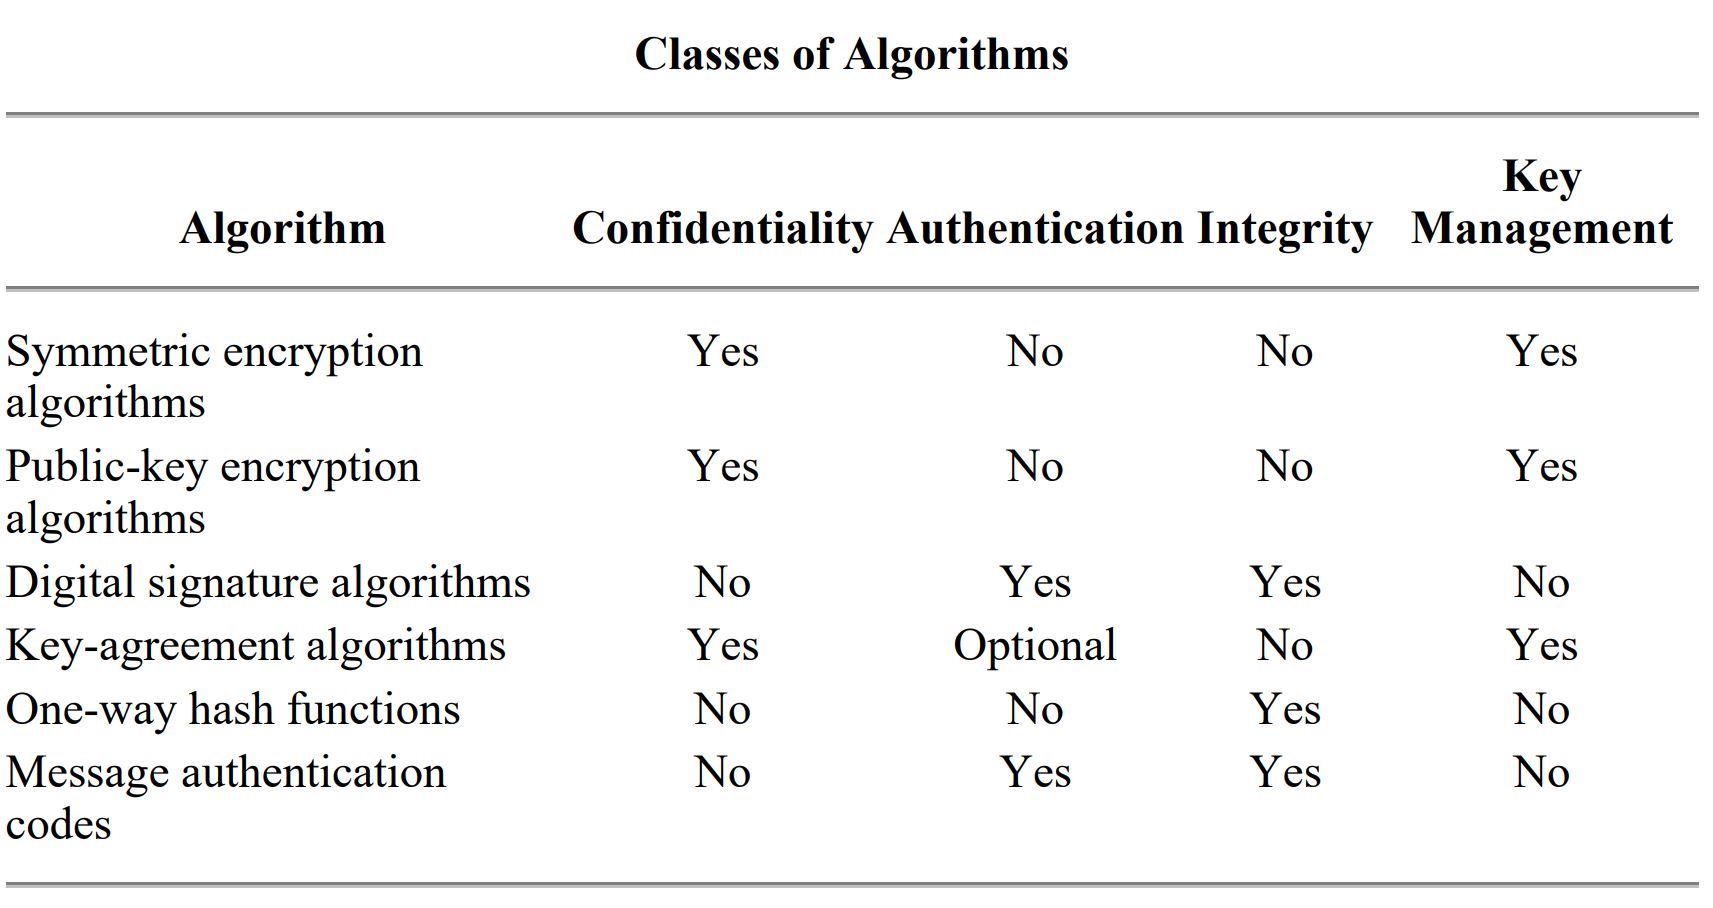 Classes of Algorithms
Key
Algorithm Confidentiality Authentication Integrity Management
Symmetric encryption Yes No No Yes
algorithms
Public-key encryption Yes No No Yes
algorithms
Digital signature algorithms No Yes Yes No
Key-agreement algorithms Yes Optional No Yes
One-way hash functions No No Yes No
Message authentication No Yes Yes No
codes